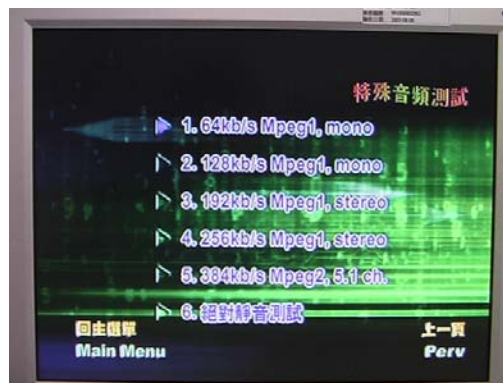 特殊音頻測試
1. 64kb/s Mpeg1, mono
2. 128kb/s Mpeg1, mono
3. 192kb/s Mpeg1, stereo
4. 256kb/s Mpeg1, stereo
5. 384kb/s Mpeg2, 5.1 ch.
6. 絕對靜音測試
回主選單
Main Menu
上一頁
Perv